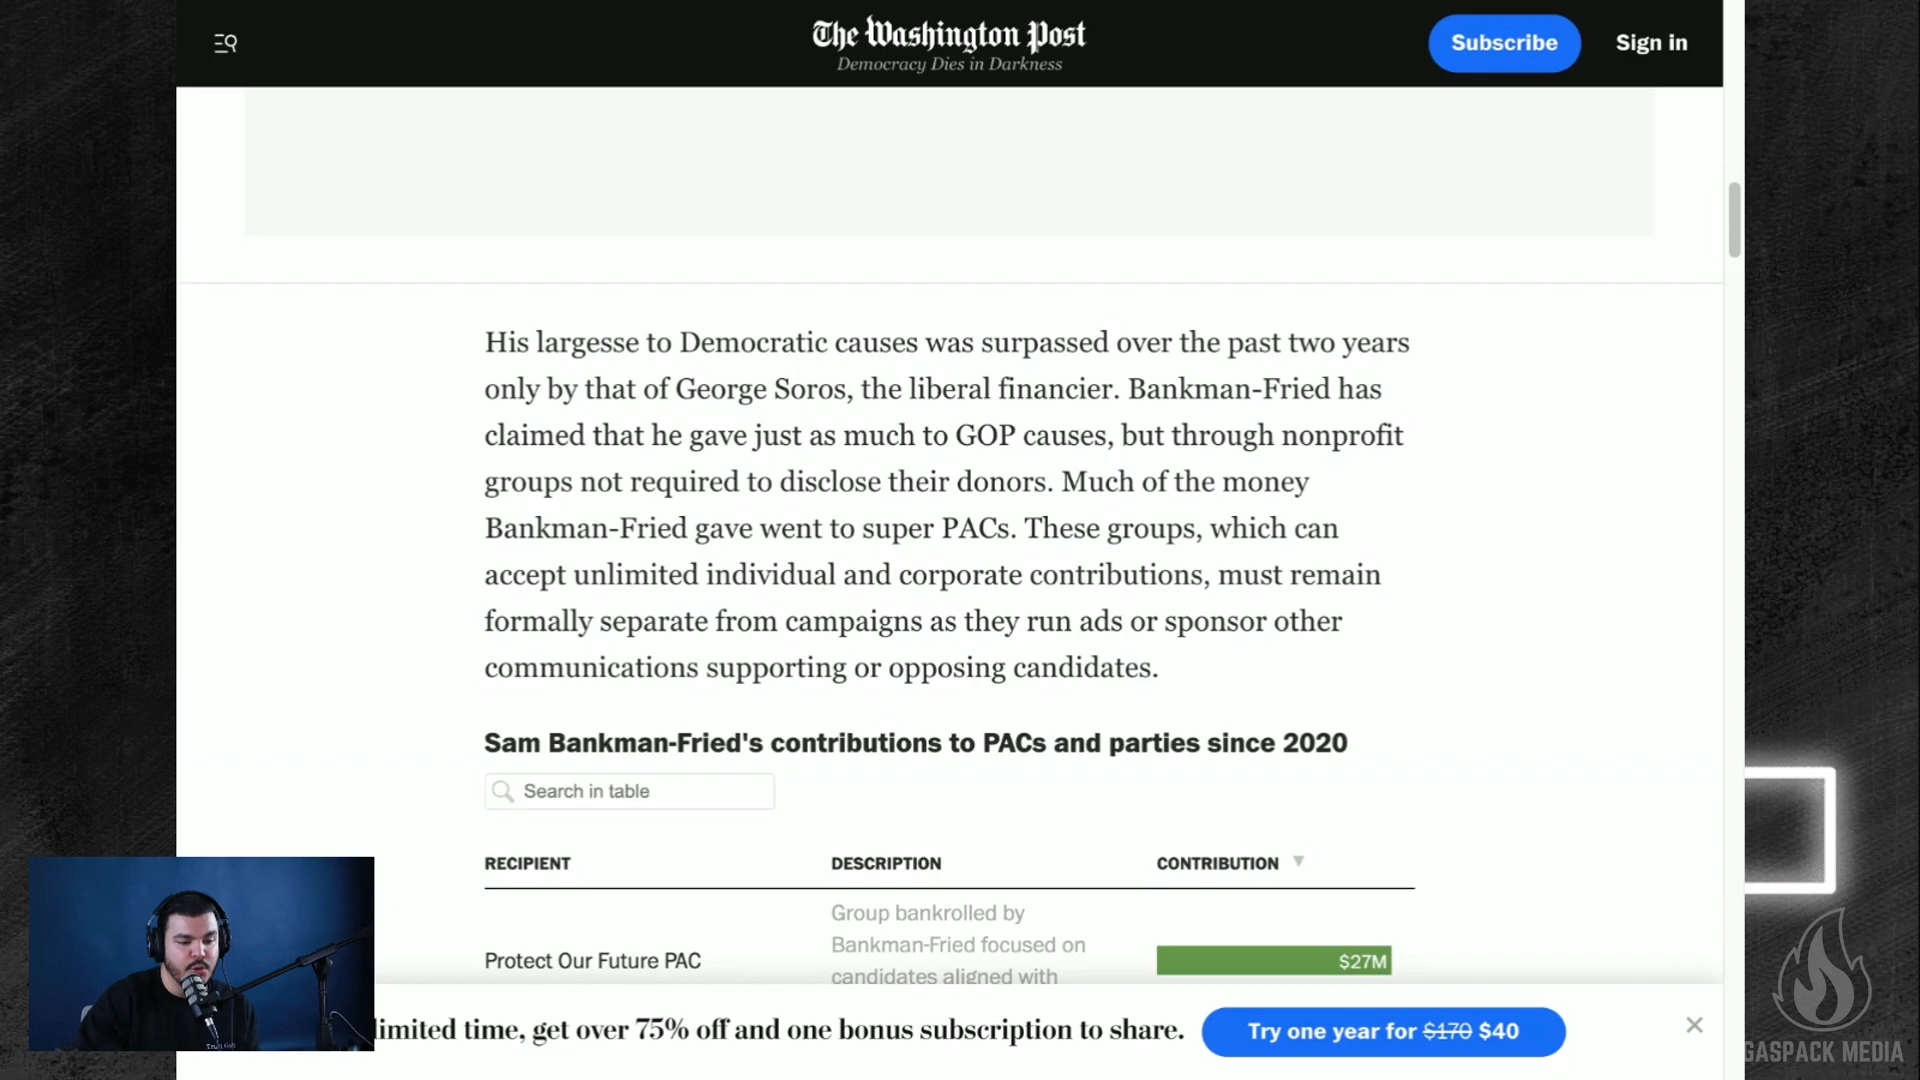 The Washington Post
Democracy Dies in Darkness
Subscribe
Sign in
His largesse to Democratic causes was surpassed over the past two years
only by that of George Soros, the liberal financier. Bankman-Fried has
claimed that he gave just as much to GOP causes, but through nonprofit
groups not required to disclose their donors. Much of the money
Bankman-Fried gave went to super PACs. These groups, which can
accept unlimited individual and corporate contributions, must remain
formally separate from campaigns as they run ads or sponsor other
communications supporting or opposing candidates.
Sam Bankman-Fried's contributions to PACs and parties since 2020
Search in table
RECIPIENT DESCRIPTION CONTRIBUTION
Group bankrolled by
Bankman-Fried focused on
candidates aligned with
Protect Our Future PAC
$27M
limited time, get over 75% off and one bonus subscription to share.
Try one year for $170 $40
GASPACK MEDIA